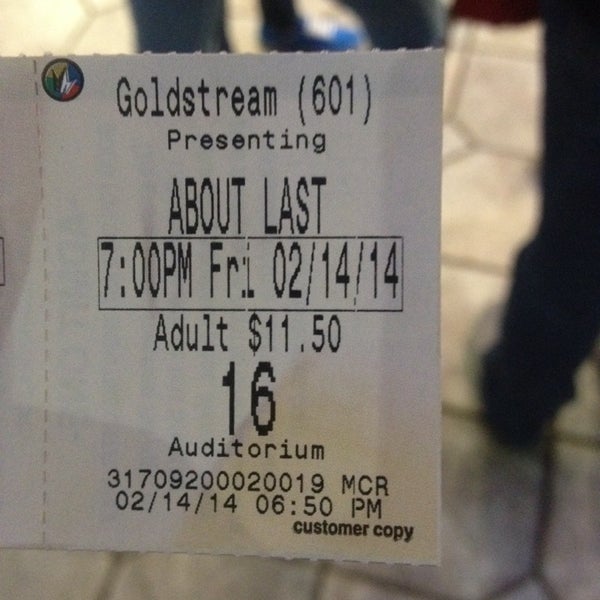 Goldstream (601)
Presenting
ABOUT LAST
7:00PM Fri 02/14/14
Adult $11.50
16
Auditorium
31709200020019 MCR
02/14/14 06:50 PM
customer copy